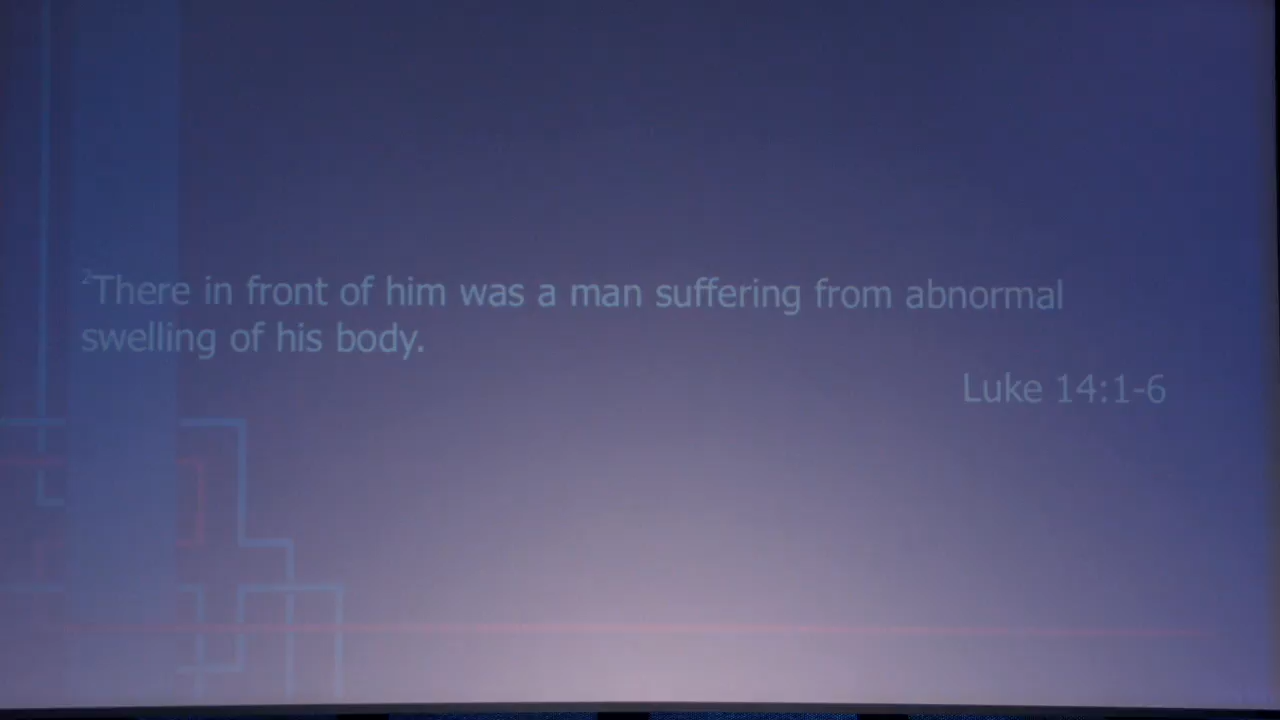 ²There in front of him was a man suffering from abnormal
swelling of his body.
Luke 14:1-6